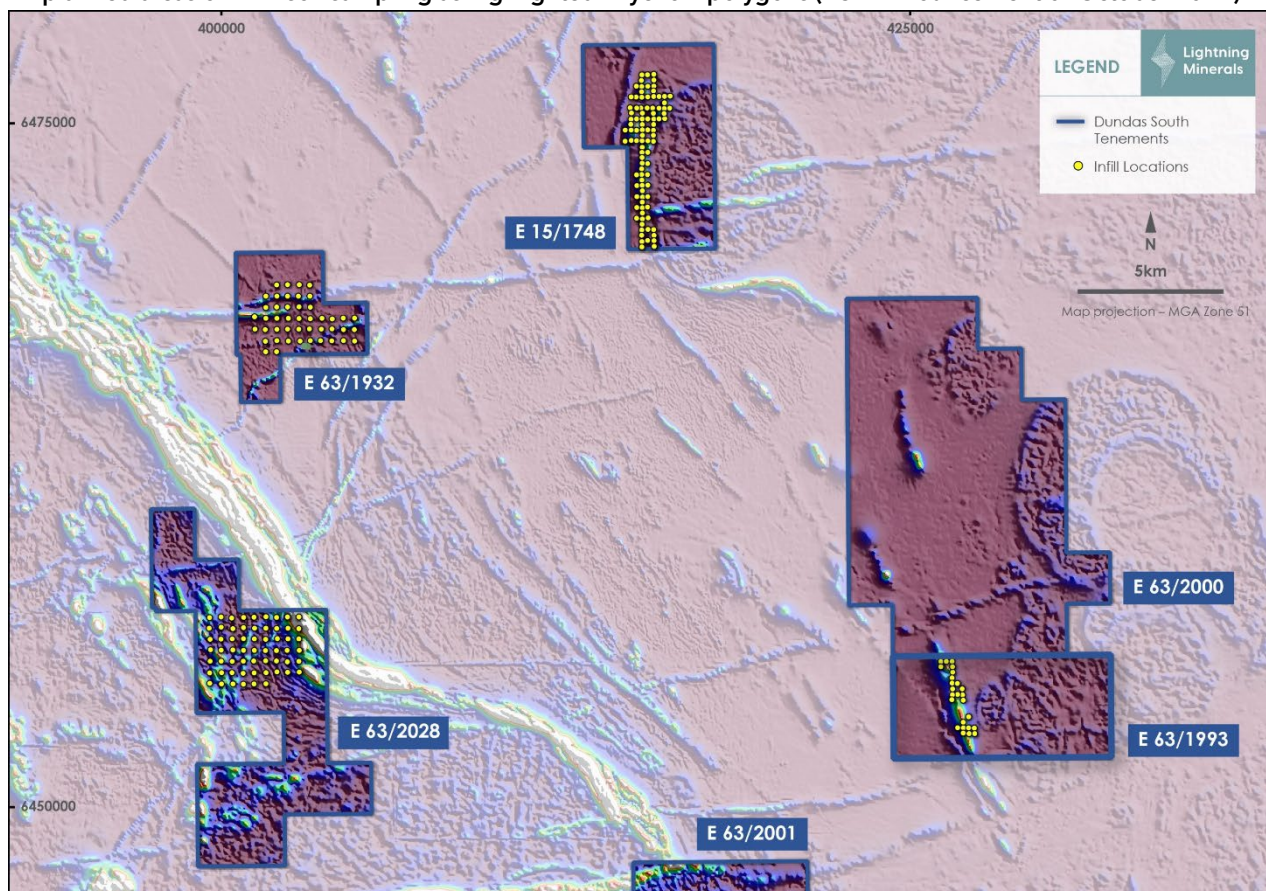 400000
425000
6475000
LEGEND
Lightning
Minerals
Dundas South
Tenements
Infill Locations
N
5km
Map projection – MGA Zone 51
E 15/1748
E 63/1932
E 63/2000
E 63/2028
E 63/1993
6450000
E 63/2001